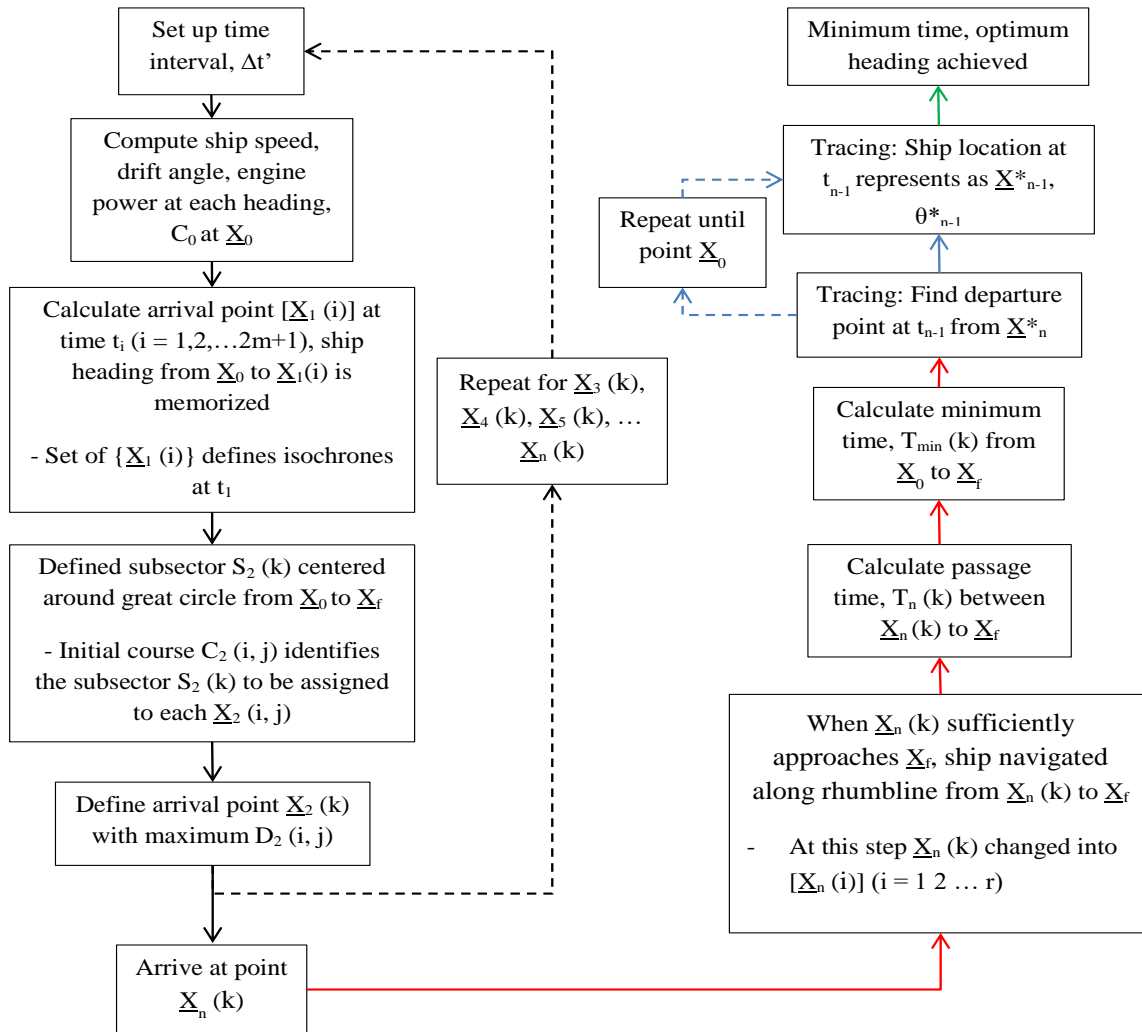 Set up time
interval, Δt’
Compute ship speed,
drift angle, engine
power at each heading,
C₀ at X₀
Calculate arrival point [X₁ (i)] at
time tᵢ (i = 1,2,…2m+1), ship
heading from X₀ to X₁(i) is
memorized
- Set of {X₁ (i)} defines isochrones
at t₁
Defined subsector S₂ (k) centered
around great circle from X₀ to X_f
- Initial course C₂ (i, j) identifies
the subsector S₂ (k) to be assigned
to each X₂ (i, j)
Define arrival point X₂ (k)
with maximum D₂ (i, j)
Arrive at point
Xₙ (k)
Repeat for X₃ (k),
X₄ (k), X₅ (k), …
Xₙ (k)
When Xₙ (k) sufficiently
approaches X_f, ship navigated
along rhumbline from Xₙ (k) to X_f
- At this step Xₙ (k) changed into
[Xₙ (i)] (i = 1 2 … r)
Calculate passage
time, Tₙ (k) between
Xₙ (k) to X_f
Calculate minimum
time, T_min (k) from
X₀ to X_f
Tracing: Find departure
point at tₙ₋₁ from X*ₙ
Repeat until
point X₀
Tracing: Ship location at
tₙ₋₁ represents as X*ₙ₋₁,
θ*ₙ₋₁
Minimum time, optimum
heading achieved